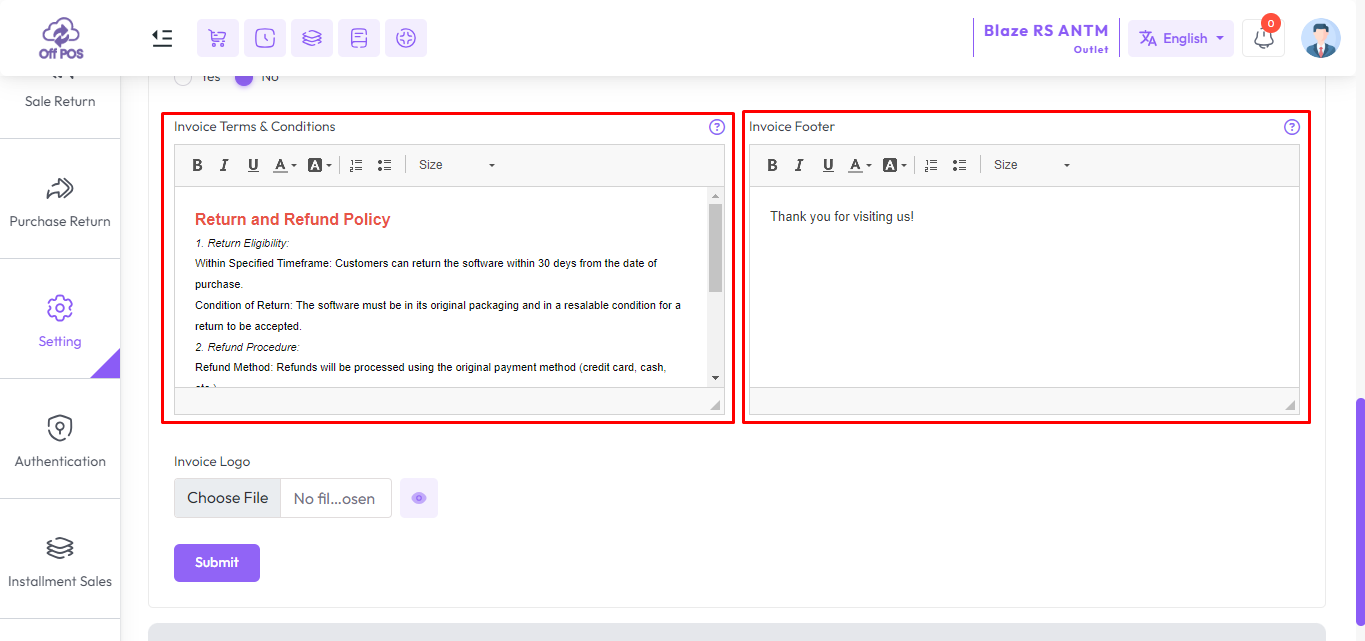 Off POS
Blaze RS ANTM
Outlet
English
0
Yes
No
Sale Return
Purchase Return
Setting
Authentication
Installment Sales
Invoice Terms & Conditions
?
B I U A A Size
Return and Refund Policy
1. Return Eligibility:
Within Specified Timeframe: Customers can return the software within 30 deys from the date of
purchase.
Condition of Return: The software must be in its original packaging and in a resalable condition for a
return to be accepted.
2. Refund Procedure:
Refund Method: Refunds will be processed using the original payment method (credit card, cash,
etc.)
Invoice Footer
?
B I U A A Size
Thank you for visiting us!
Invoice Logo
Choose File No fil...osen
Submit